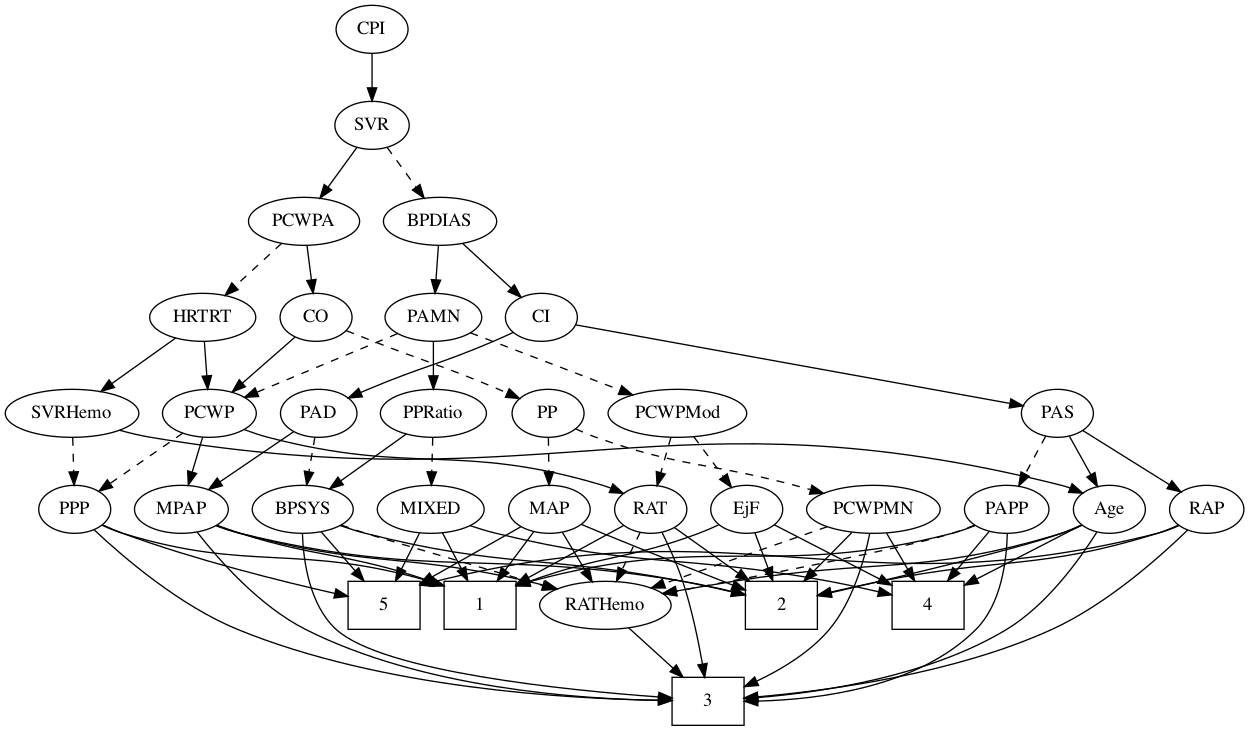 CPI
SVR
PCWPA
BPDIAS
HRTRT
CO
PAMN
CI
SVRHemo
PCWP
PAD
PPRatio
PP
PCWPMod
PAS
PPP
MPAP
BPSYS
MIXED
MAP
RAT
EjF
PCWPMN
PAPP
Age
RAP
5
1
RATHemo
2
4
3